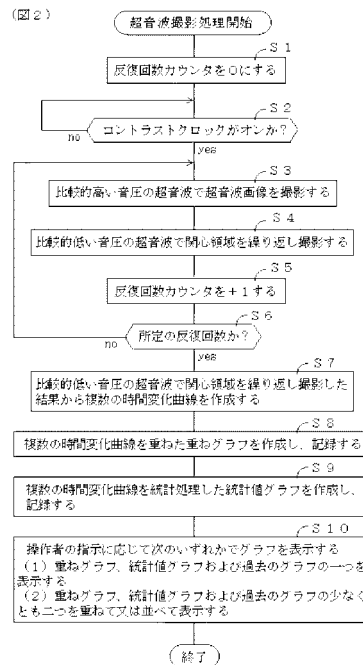 (図2)
超音波撮影処理開始
S1
反復回数カウンタを0にする
S2
コントラストクロックがオンか?
no
yes
S3
比較的高い音圧の超音波で超音波画像を撮影する
S4
比較的低い音圧の超音波で関心領域を繰り返し撮影する
S5
反復回数カウンタを+1する
S6
所定の反復回数か?
no
yes
S7
比較的低い音圧の超音波で関心領域を繰り返し撮影した
結果から複数の時間変化曲線を作成する
S8
複数の時間変化曲線を重ねた重ねグラフを作成し、記録する
S9
複数の時間変化曲線を統計処理した統計値グラフを作成し、
記録する
S10
操作者の指示に応じて次のいずれかでグラフを表示する
(1)重ねグラフ、統計値グラフおよび過去のグラフの一つを
表示する
(2)重ねグラフ、統計値グラフおよび過去のグラフの少なく
とも二つを重ねて又は並べて表示する
終了